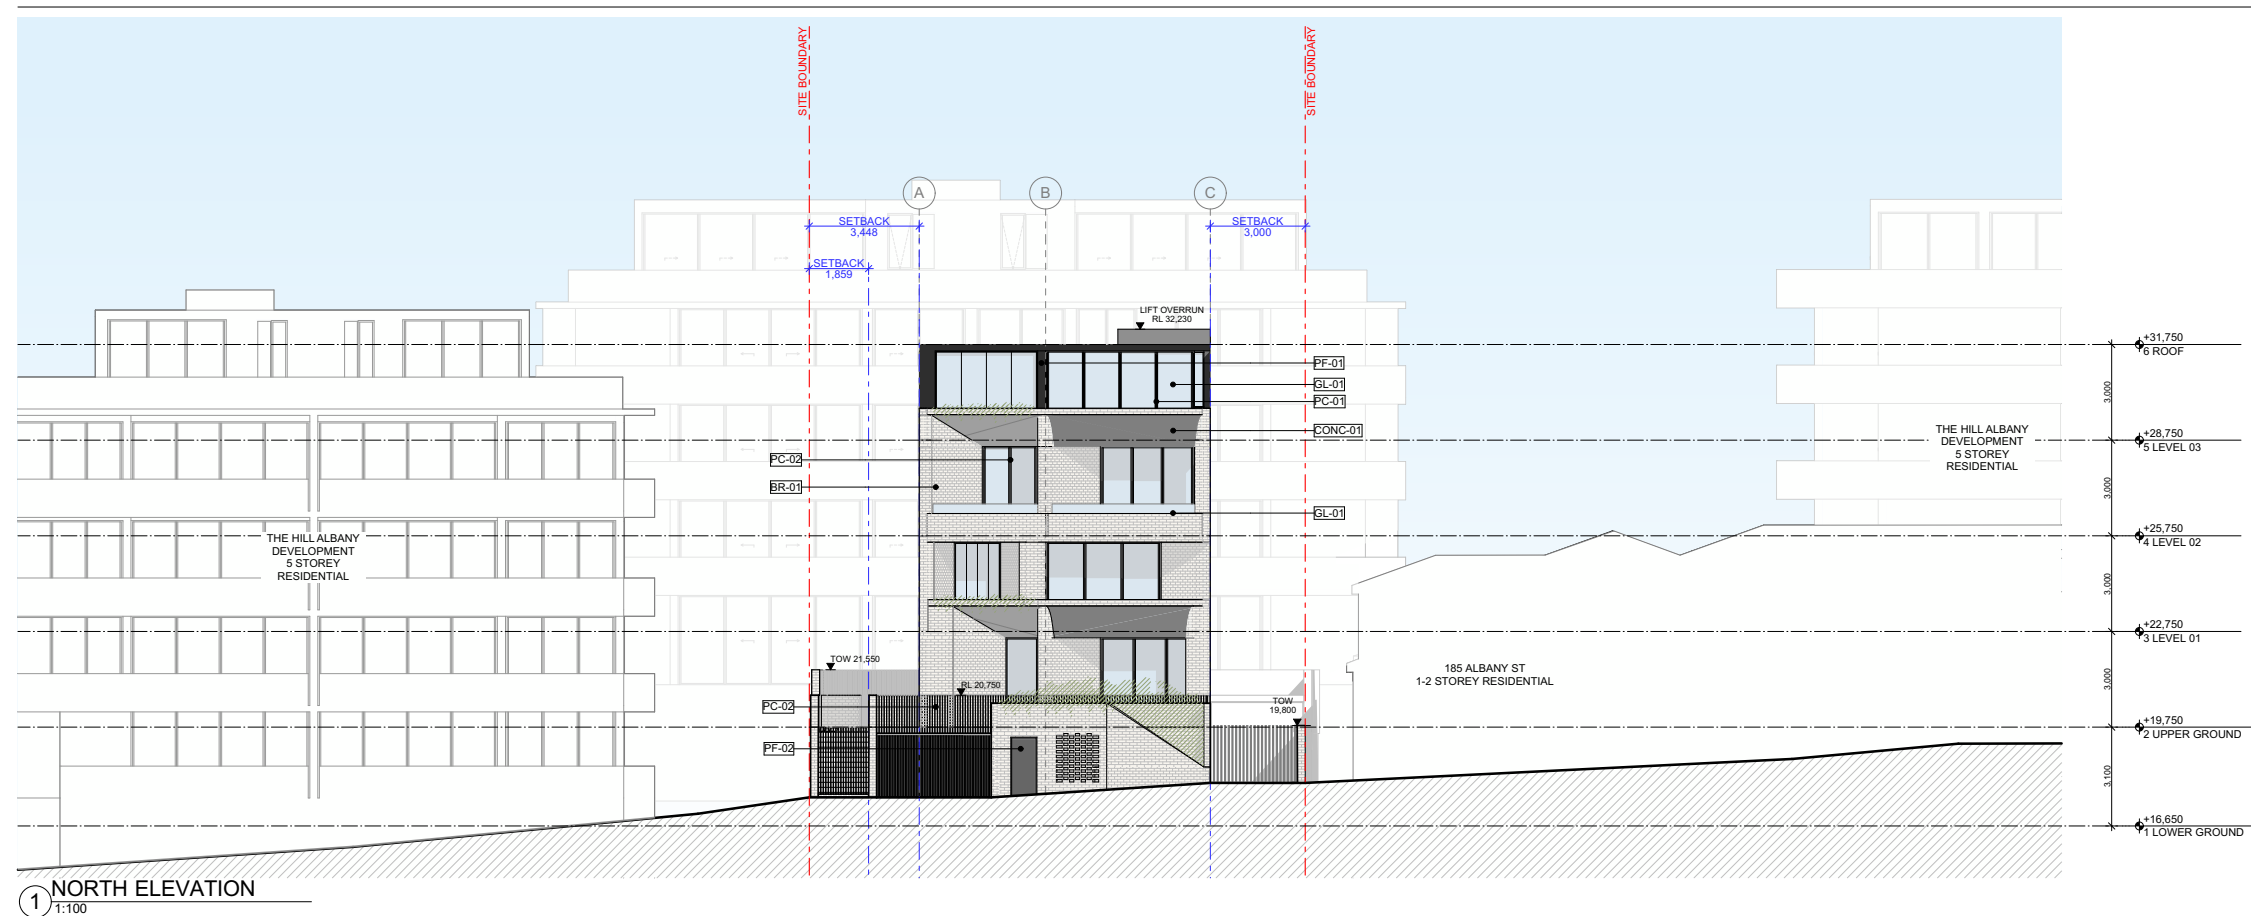 SITE BOUNDARY
SITE BOUNDARY
A
B
C
SETBACK
3,448
SETBACK
3,000
SETBACK
1,859
LIFT OVERRUN
RL 32,230
+31,750
6 ROOF
PF-01
GL-01
PC-01
3,000
CONC-01
+28,750
5 LEVEL 03
THE HILL ALBANY
DEVELOPMENT
5 STOREY
RESIDENTIAL
PC-02
BR-01
3,000
GL-01
+25,750
4 LEVEL 02
THE HILL ALBANY
DEVELOPMENT
5 STOREY
RESIDENTIAL
3,000
+22,750
3 LEVEL 01
TOW 21,550
185 ALBANY ST
1-2 STOREY RESIDENTIAL
RL 20,750
3,000
PC-02
TOW
19,800
+19,750
2 UPPER GROUND
PF-02
3,100
+16,650
1 LOWER GROUND
1
NORTH ELEVATION
1:100